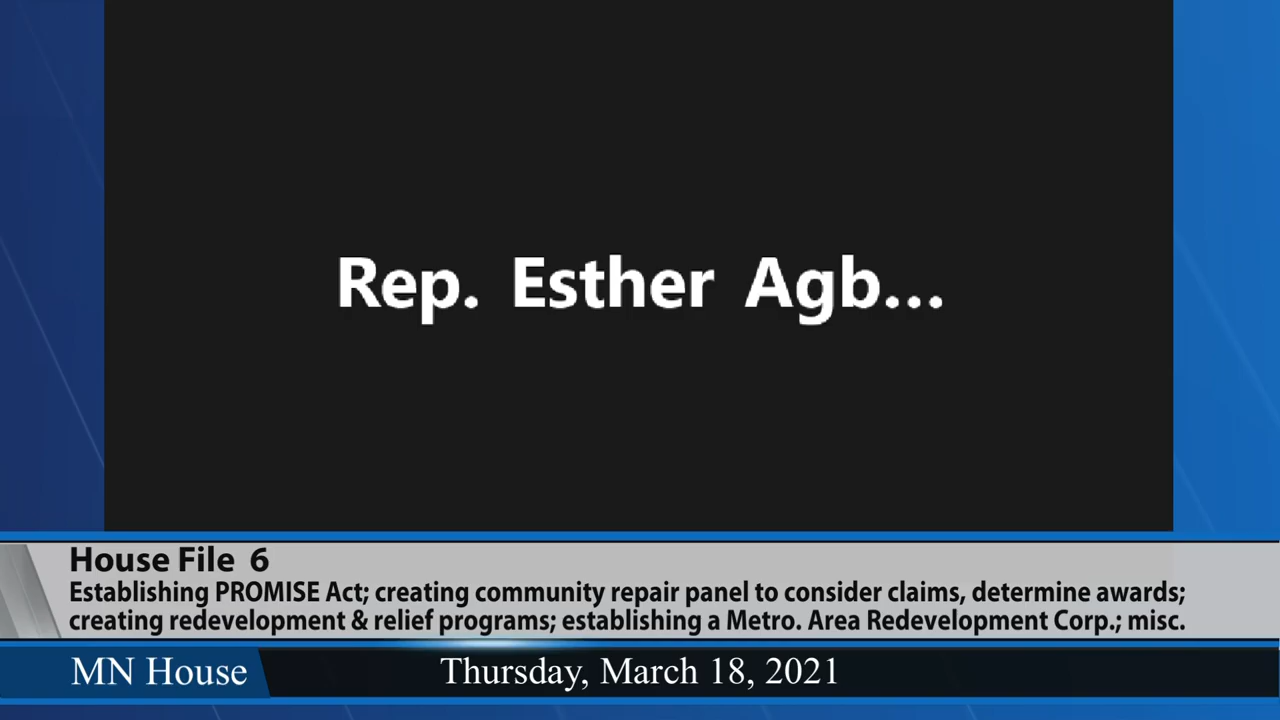 Rep. Esther Agb...
House File 6
Establishing PROMISE Act; creating community repair panel to consider claims, determine awards;
creating redevelopment & relief programs; establishing a Metro. Area Redevelopment Corp.; misc.
MN House
Thursday, March 18, 2021